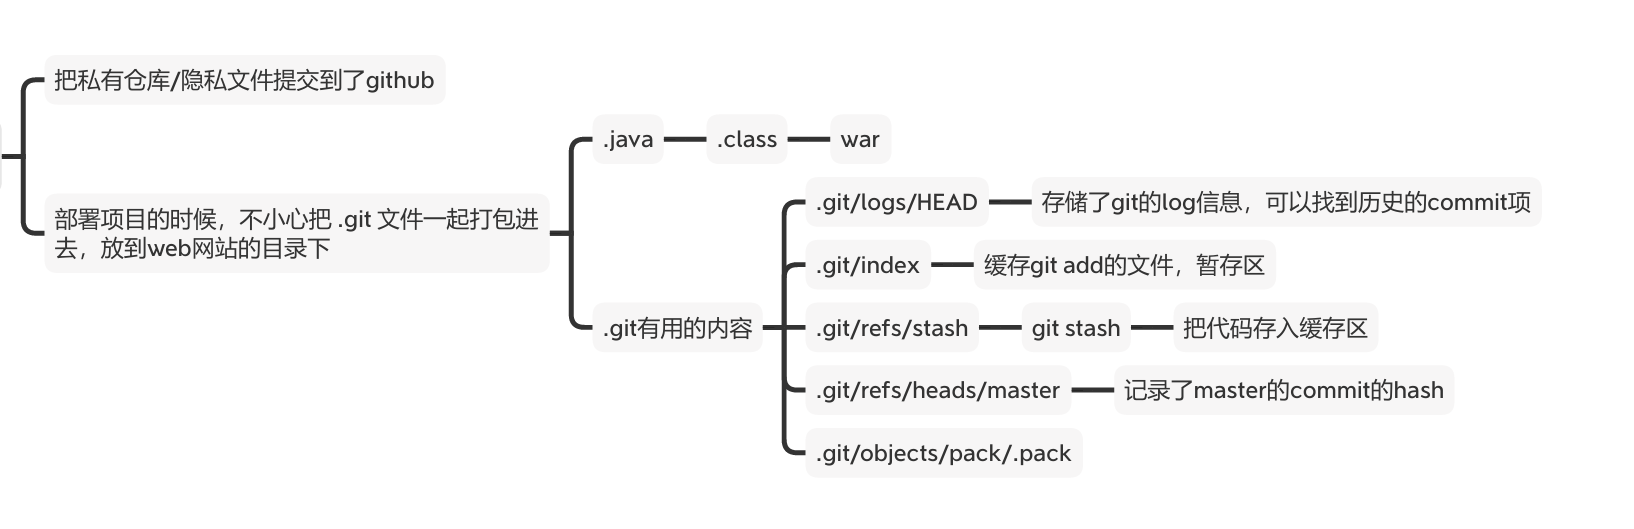 把私有仓库/隐私文件提交到了github
部署项目的时候，不小心把 .git 文件一起打包进
去，放到web网站的目录下
.java
.class
war
.git有用的内容
.git/logs/HEAD
存储了git的log信息，可以找到历史的commit项
.git/index
缓存git add的文件，暂存区
.git/refs/stash
git stash
把代码存入缓存区
.git/refs/heads/master
记录了master的commit的hash
.git/objects/pack/.pack